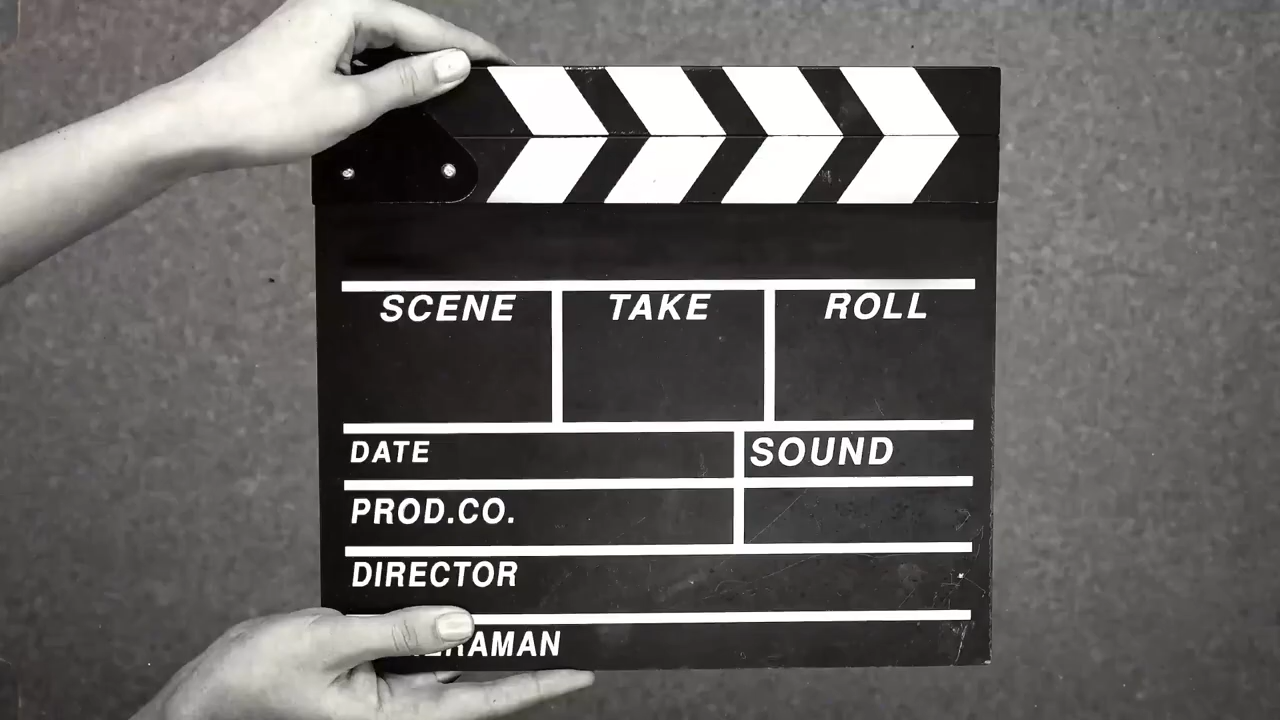 SCENE TAKE ROLL
DATE SOUND
PROD.CO.
DIRECTOR